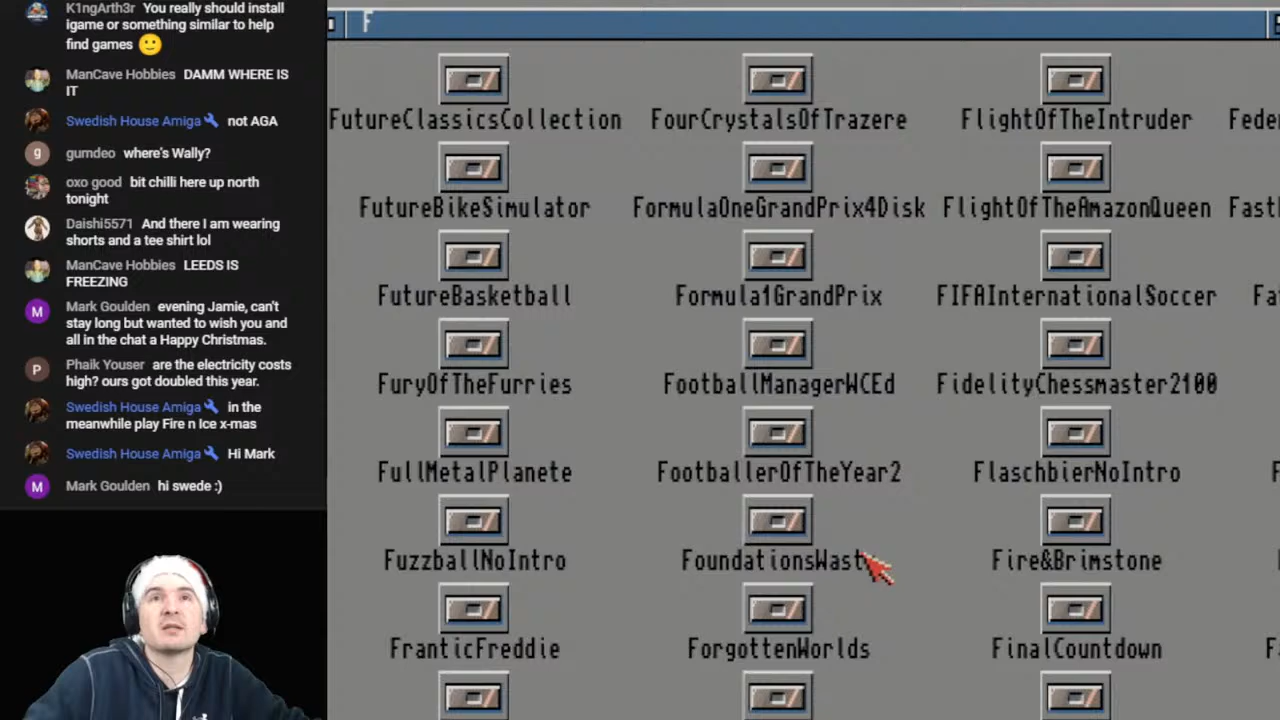 K1ngArth3r You really should install
igame or something similar to help
find games
ManCave Hobbies DAMM WHERE IS
IT
Swedish House Amiga not AGA
gumdeo where's Wally?
oxo good bit chilli here up north
tonight
Daishi5571 And there I am wearing
shorts and a tee shirt lol
ManCave Hobbies LEEDS IS
FREEZING
Mark Goulden evening Jamie, can't
stay long but wanted to wish you and
all in the chat a Happy Christmas.
Phaik Youser are the electricity costs
high? ours got doubled this year.
Swedish House Amiga in the
meanwhile play Fire n Ice x-mas
Swedish House Amiga Hi Mark
Mark Goulden hi swede :)
F
FutureClassicsCollection FourCrystalsOfTrazere FlightOfTheIntruder
FutureBikeSimulator FormulaOneGrandPrix4Disk FlightOfTheAmazonQueen
FutureBasketball Formula1GrandPrix FIFAInternationalSoccer
FuryOfTheFurries FootballManagerWCEd FidelityChessmaster2100
FullMetalPlanete FootballerOfTheYear2 FlaschbierNoIntro
FuzzballNoIntro FoundationsWast Fire&Brimstone
FranticFreddie ForgottenWorlds FinalCountdown